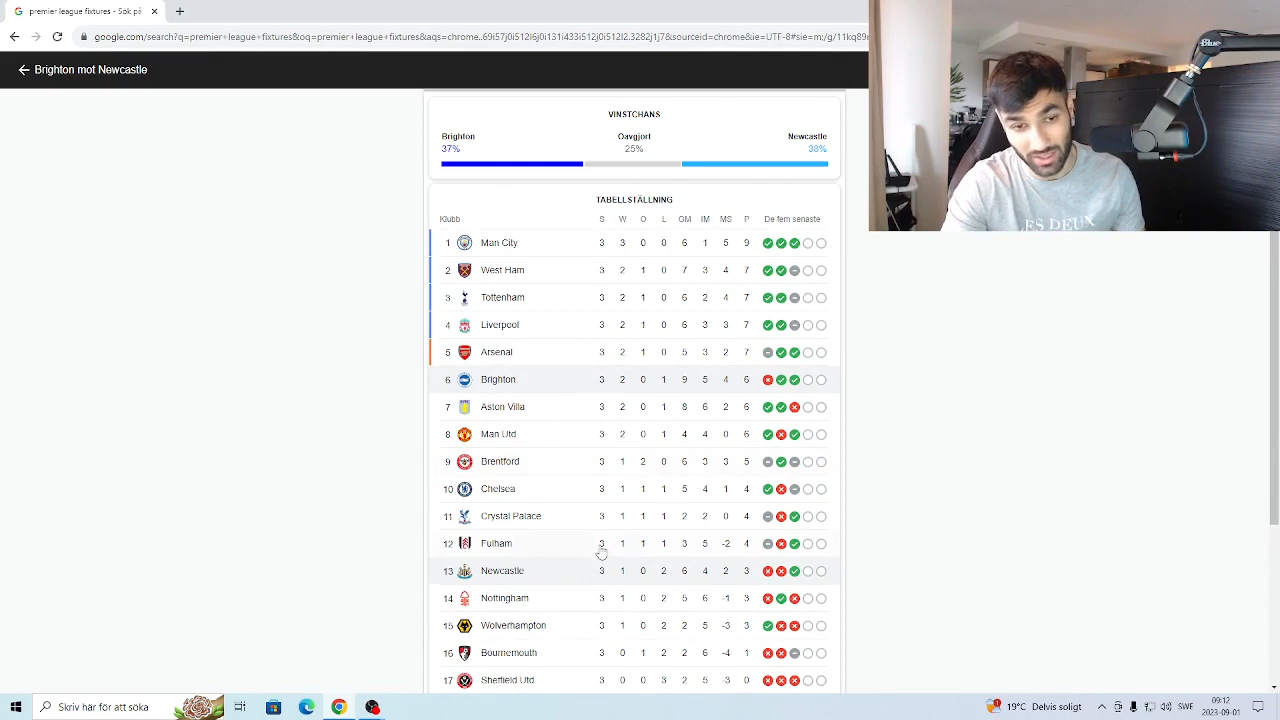 premier league fixtures - Sök på
google.com/search?q=premier+league+fixtures&oq=premier+league+fixtures&aqs=chrome..69i57j0i512l6j0i131i433i512j0i512l2.3282j1j7&sourceid=chrome&ie=UTF-8#sie=m;/g/11kq89r
Brighton mot Newcastle
Blue
ES DEUX
VINSTCHANS
Brighton Oavgjort Newcastle
37% 25% 38%
TABELLSTÄLLNING
Klubb S W O L GM IM MS P De fem senaste
1 Man City 3 3 0 0 6 1 5 9
2 West Ham 3 2 1 0 7 3 4 7
3 Tottenham 3 2 1 0 6 2 4 7
4 Liverpool 3 2 1 0 6 3 3 7
5 Arsenal 3 2 1 0 5 3 2 7
6 Brighton 3 2 0 1 9 5 4 6
7 Aston Villa 3 2 0 1 8 6 2 6
8 Man Utd 3 2 0 1 4 4 0 6
9 Brentford 3 1 2 0 6 3 3 5
10 Chelsea 3 1 1 1 5 4 1 4
11 Crystal Palace 3 1 1 1 2 2 0 4
12 Fulham 3 1 1 1 3 5 -2 4
13 Newcastle 3 1 0 2 6 4 2 3
14 Nottingham 3 1 0 2 5 6 -1 3
15 Wolverhampton 3 1 0 2 2 5 -3 3
16 Bournemouth 3 0 1 2 2 6 -4 1
17 Sheffield Utd 3 0 0 3 2 5 -3 0
Skriv här för att söka
1 19°C Delvis soligt SWE 09:12
2023-09-01